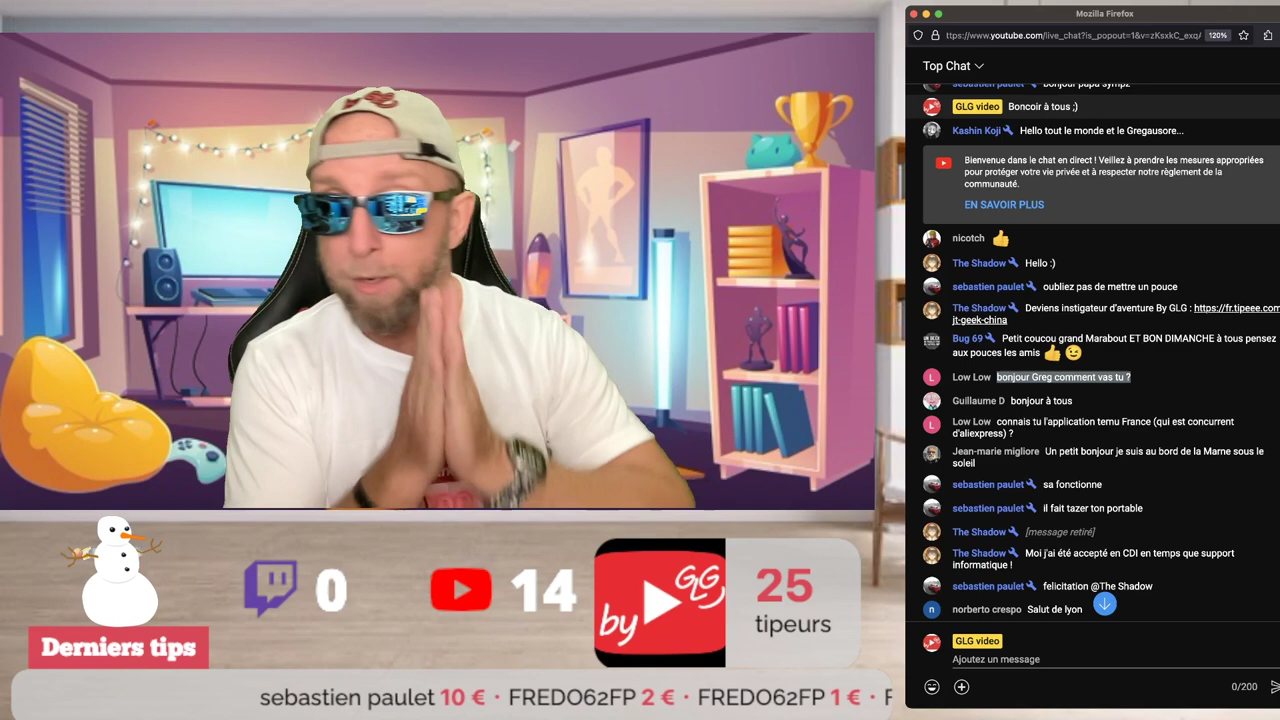 Mozilla Firefox
ttps://www.youtube.com/live_chat?is_popout=1&v=zKsxkC_exq/ 120%
Top Chat
sebastien paulet bonjour papa sympz
GLG video Boncoir à tous ;)
Kashin Koji Hello tout le monde et le Gregausore...
Bienvenue dans le chat en direct ! Veillez à prendre les mesures appropriées
pour protéger votre vie privée et à respecter notre règlement de la
communauté.
EN SAVOIR PLUS
nicotch
The Shadow Hello :)
sebastien paulet oubliez pas de mettre un pouce
The Shadow Deviens instigateur d'aventure By GLG : https://fr.tipeee.com
jt-geek-china
Bug 69 Petit coucou grand Marabout ET BON DIMANCHE à tous pensez
aux pouces les amis
L Low Low bonjour Greg comment vas tu ?
Guillaume D bonjour à tous
L Low Low connais tu l'application temu France (qui est concurrent
d'aliexpress) ?
Jean-marie migliore Un petit bonjour je suis au bord de la Marne sous le
soleil
sebastien paulet sa fonctionne
sebastien paulet il fait tazer ton portable
The Shadow [message retiré]
The Shadow Moi j'ai été accepté en CDI en temps que support
informatique !
sebastien paulet felicitation @The Shadow
n norberto crespo Salut de lyon
GLG video
Ajoutez un message
0/200
0
14
by GLG
25
tipeurs
Derniers tips
sebastien paulet 10 € · FREDO62FP 2 € · FREDO62FP 1 € · F